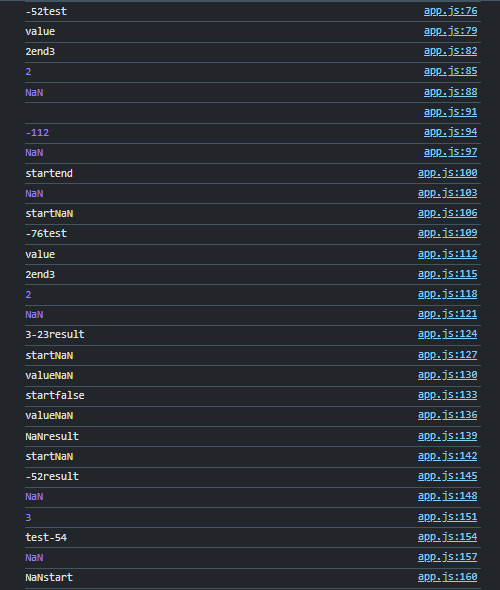 -52test app.js:76
value app.js:79
2end3 app.js:82
2 app.js:85
NaN app.js:88
app.js:91
-112 app.js:94
NaN app.js:97
startend app.js:100
NaN app.js:103
startNaN app.js:106
-76test app.js:109
value app.js:112
2end3 app.js:115
2 app.js:118
NaN app.js:121
3-23result app.js:124
startNaN app.js:127
valueNaN app.js:130
startfalse app.js:133
valueNaN app.js:136
NaNresult app.js:139
startNaN app.js:142
-52result app.js:145
NaN app.js:148
3 app.js:151
test-54 app.js:154
NaN app.js:157
NaNstart app.js:160